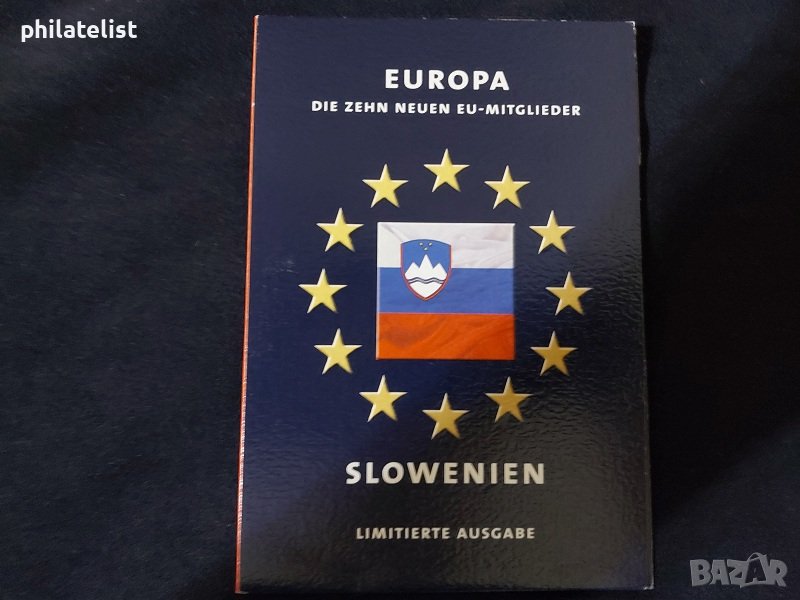 philatelist
EUROPA
DIE ZEHN NEUEN EU-MITGLIEDER
SLOWENIEN
LIMITIERTE AUSGABE
BAZAR